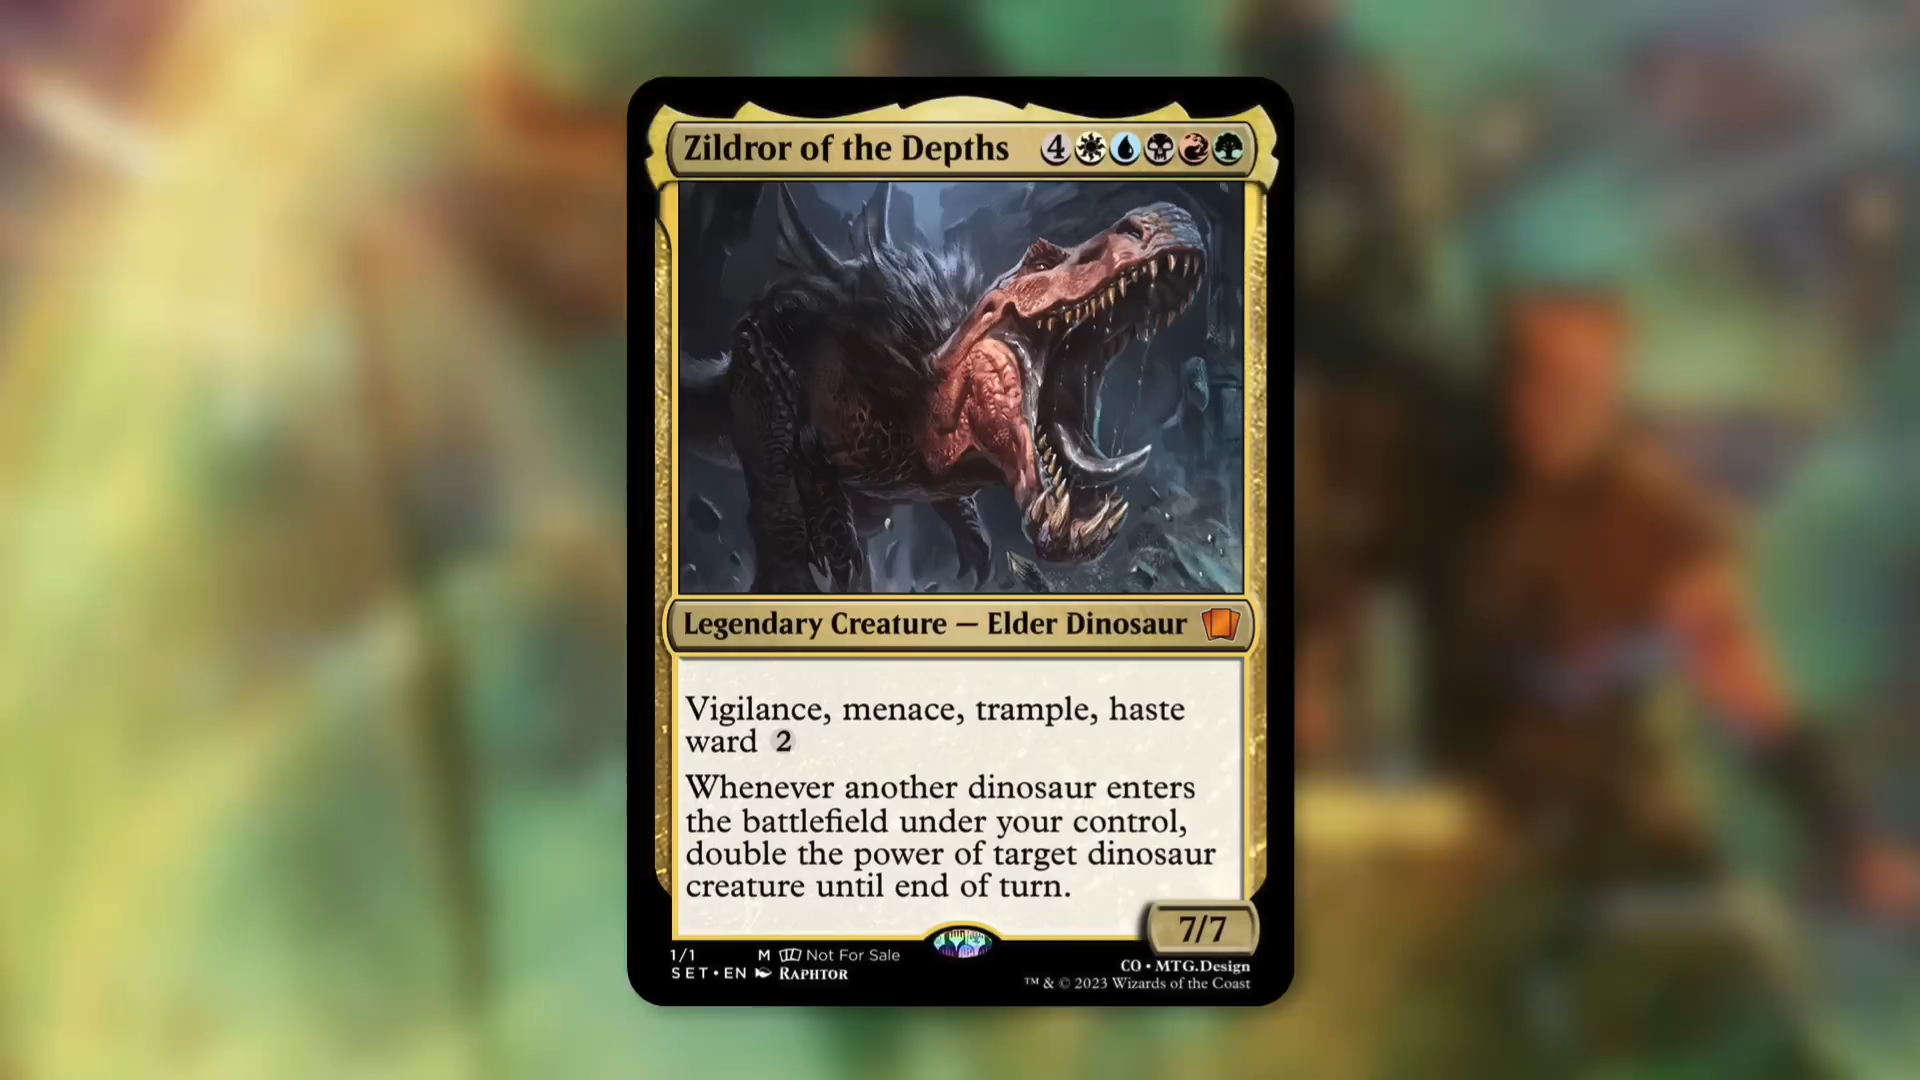 Zildror of the Depths 4
Legendary Creature — Elder Dinosaur
Vigilance, menace, trample, haste
ward 2
Whenever another dinosaur enters
the battlefield under your control,
double the power of target dinosaur
creature until end of turn.
7/7
1/1 M Not For Sale
SET • EN RAPHTOR
CO • MTG.Design
™ & © 2023 Wizards of the Coast